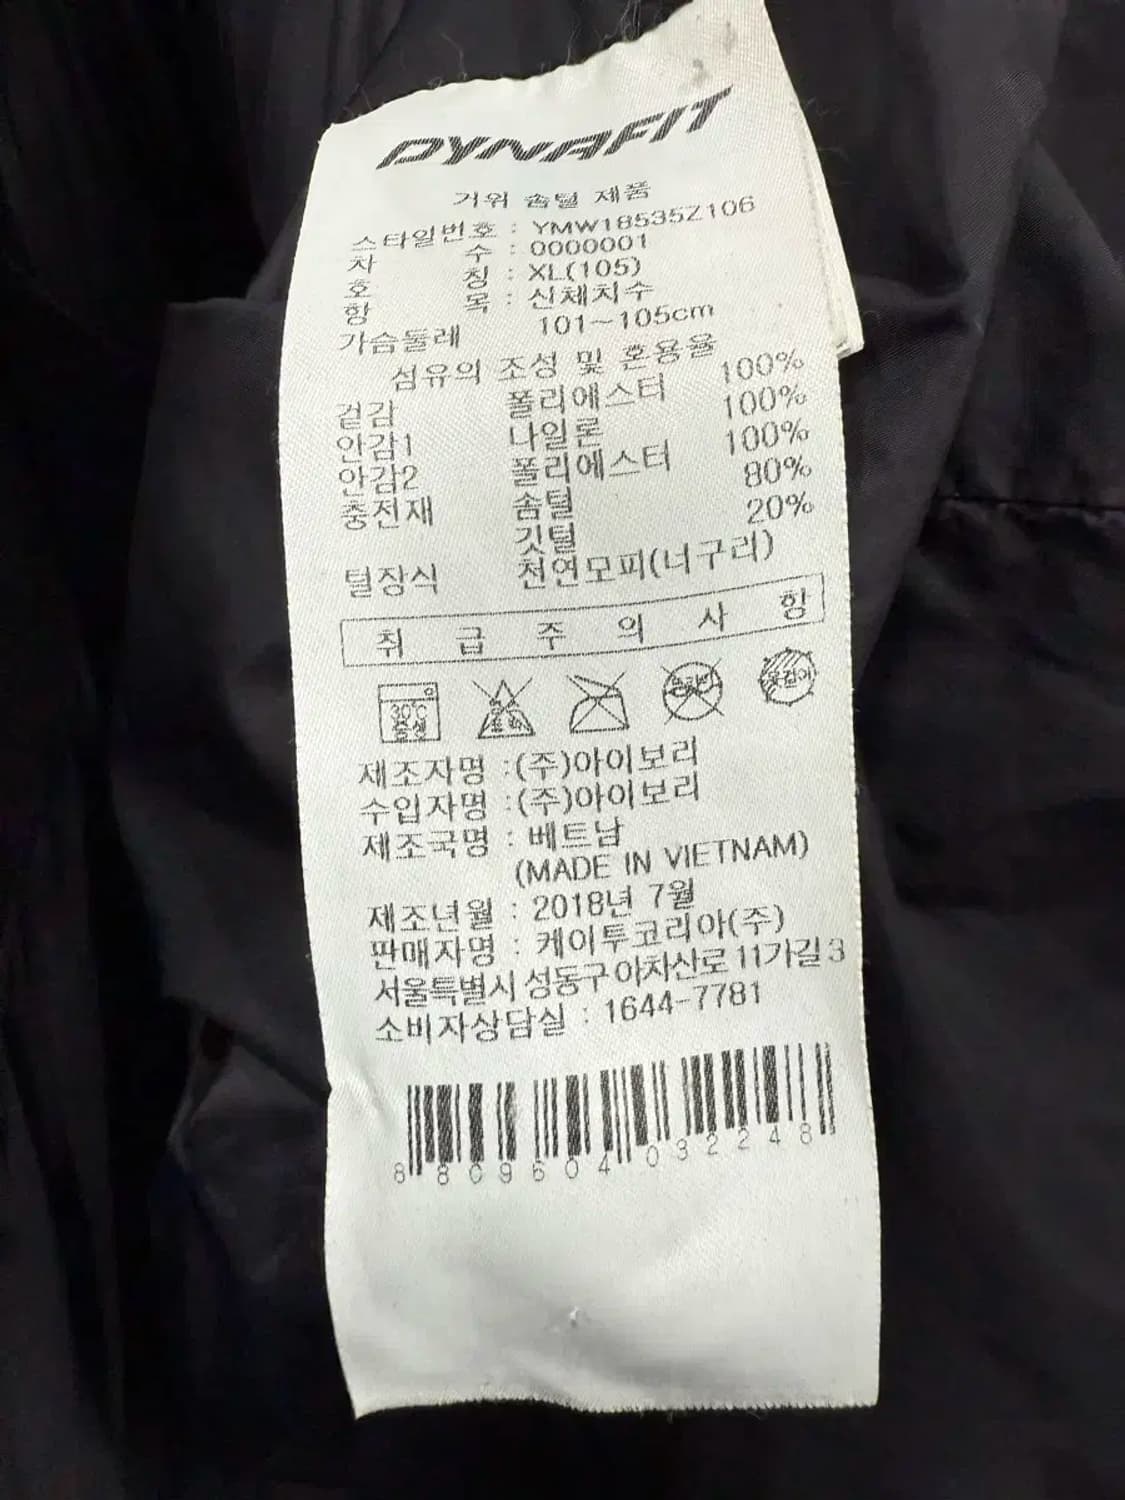 DYNAFIT
거위 솜털 제품
스타일번호 : YMW18535Z106
차 수 : 0000001
호 칭 : XL(105)
항 목 : 신체치수
가슴둘레 101~105cm
섬유의 조성 및 혼용율
겉감 폴리에스터 100%
안감1 나일론 100%
안감2 폴리에스터 100%
충전재 솜털 80%
깃털 20%
털장식 천연모피(너구리)
취 급 주 의 사 항
30℃ 중성
제조자명 :(주)아이보리
수입자명 :(주)아이보리
제조국명 : 베트남
(MADE IN VIETNAM)
제조년월 : 2018년 7월
판매자명 : 케이투코리아(주)
서울특별시 성동구 아차산로 11가길 3
소비자상담실 : 1644-7781
8 809604 032248